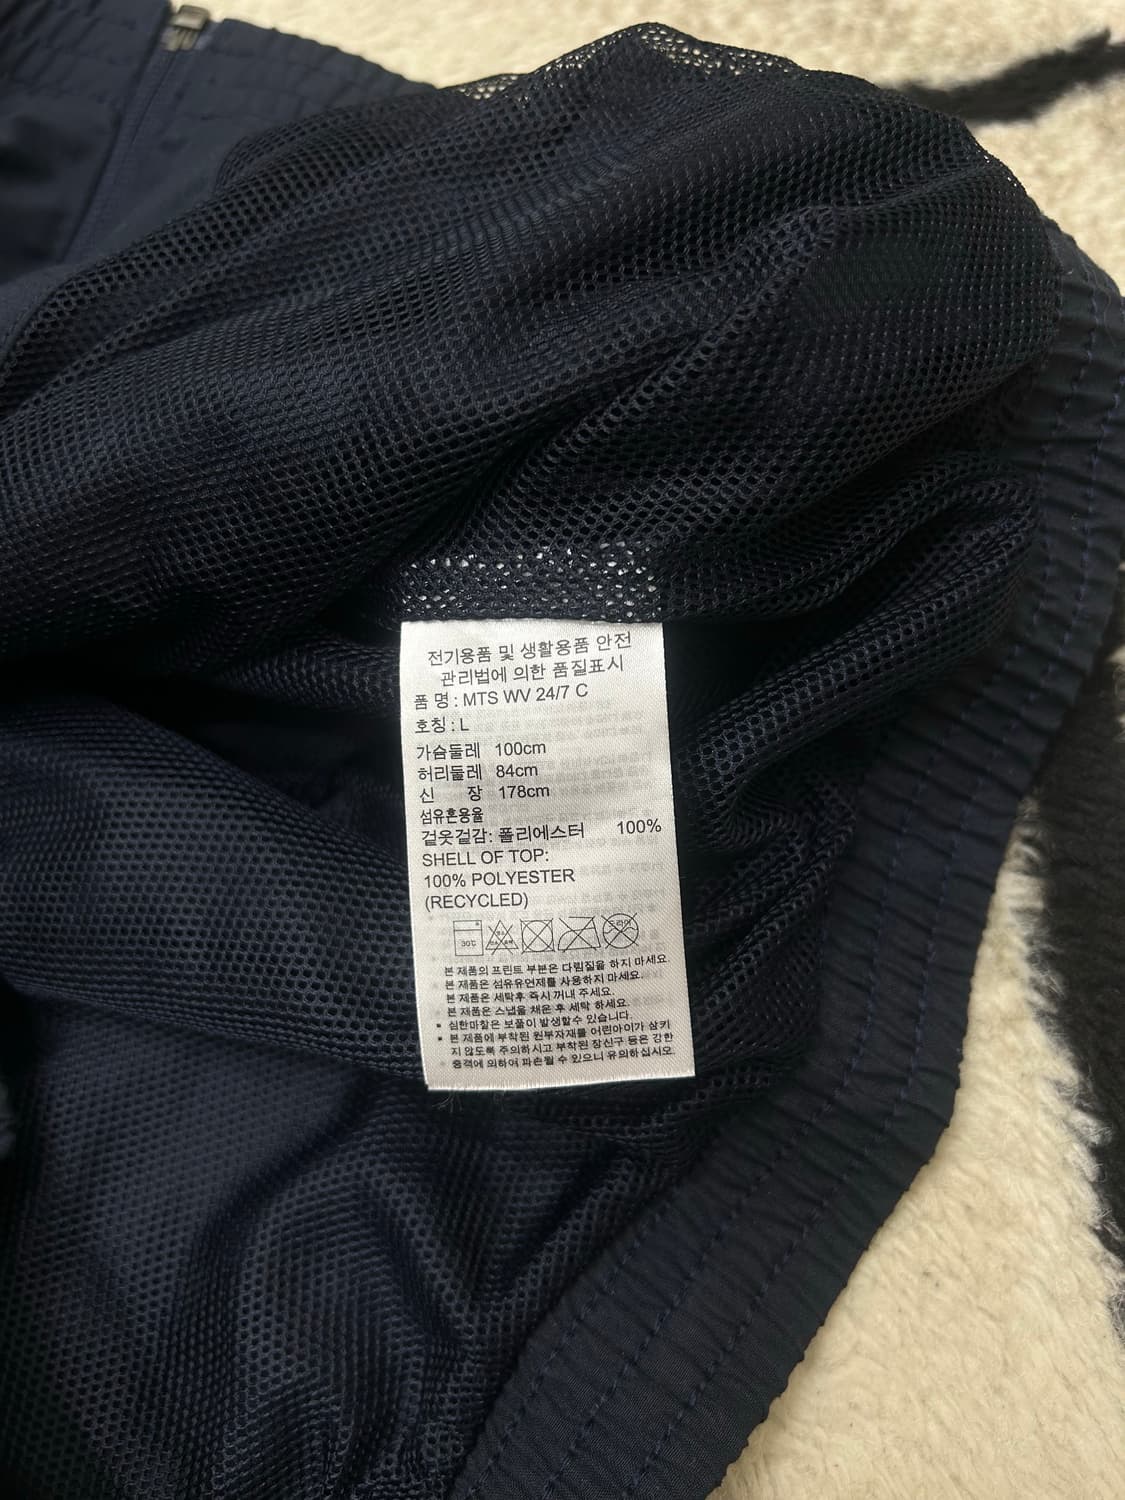 전기용품 및 생활용품 안전
관리법에 의한 품질표시
품 명 : MTS WV 24/7 C
호칭 : L
가슴둘레 100cm
허리둘레 84cm
신 장 178cm
섬유혼용율
겉옷겉감: 폴리에스터 100%
SHELL OF TOP:
100% POLYESTER
(RECYCLED)
30℃ 드라이
본 제품의 프린트 부분은 다림질을 하지 마세요.
본 제품은 섬유유연제를 사용하지 마세요.
본 제품은 세탁후 즉시 꺼내 주세요.
본 제품은 스냅을 채운 후 세탁 하세요.
심한마찰은 보풀이 발생할수 있습니다.
본 제품에 부착된 원부자재를 어린아이가 삼키
지 않도록 주의하시고 부착된 장신구 등은 강한
충격에 의하여 파손될 수 있으니 유의하십시오.